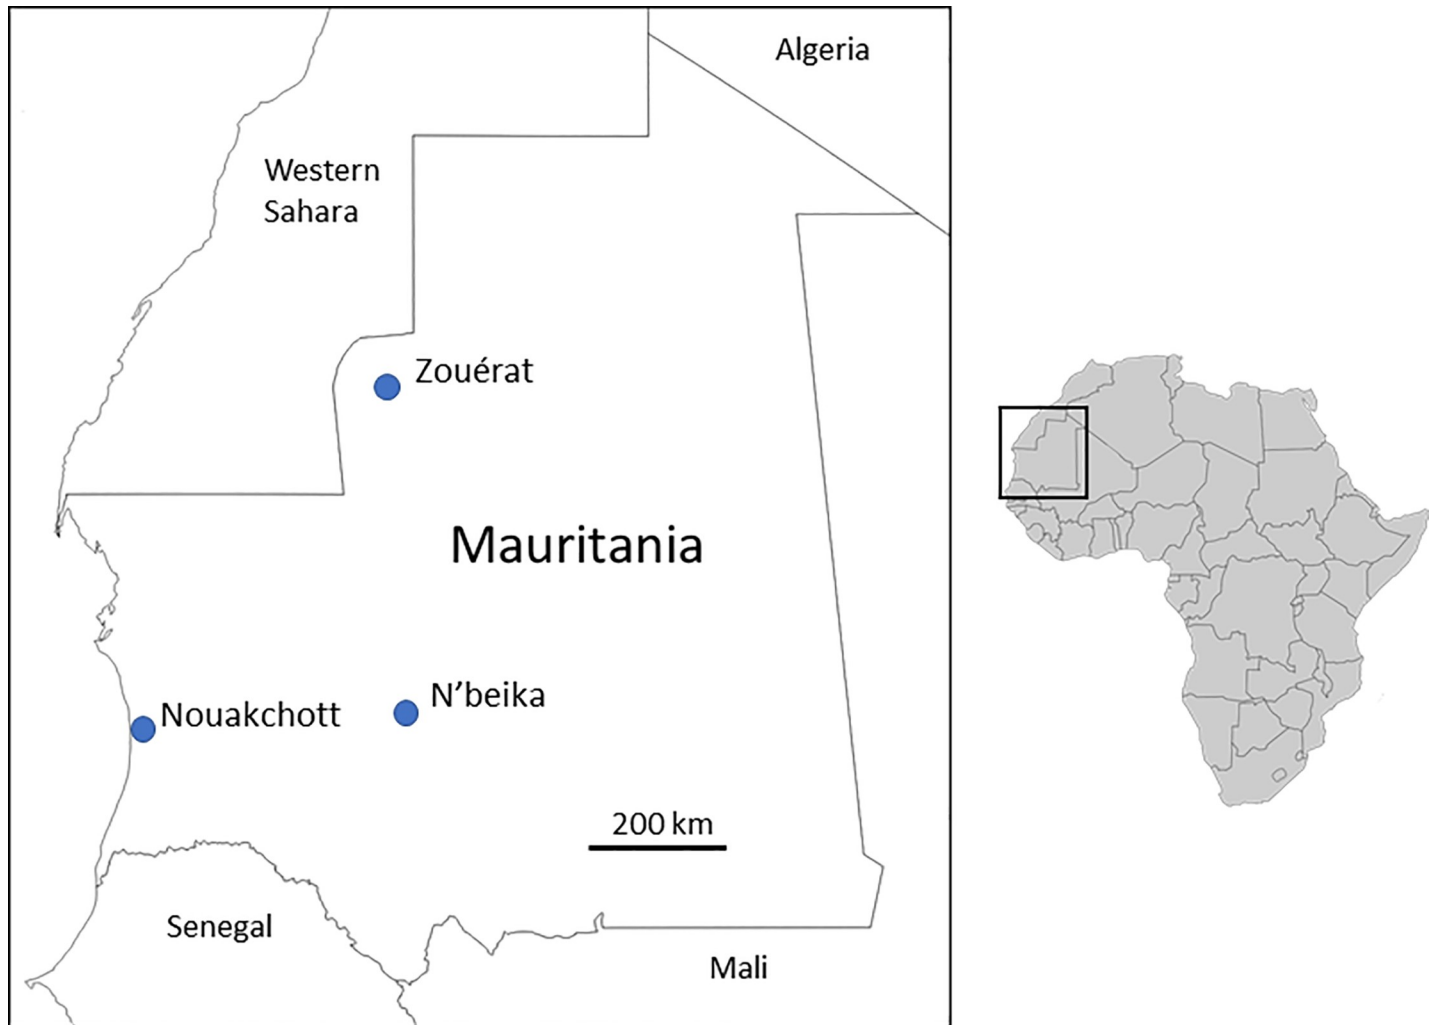 Algeria
Western
Sahara
Zouérat
Mauritania
N’beika
Nouakchott
200 km
Senegal
Mali